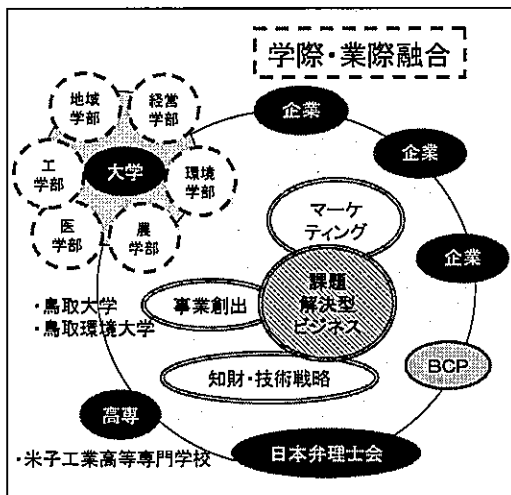 学際・業際融合
地域
学部
経営
学部
工
学部
大学
環境
学部
医
学部
農
学部
企業
企業
企業
マーケ
ティング
課題
解決型
ビジネス
事業創出
知財・技術戦略
・鳥取大学
・鳥取環境大学
BCP
高専
・米子工業高等専門学校
日本弁理士会